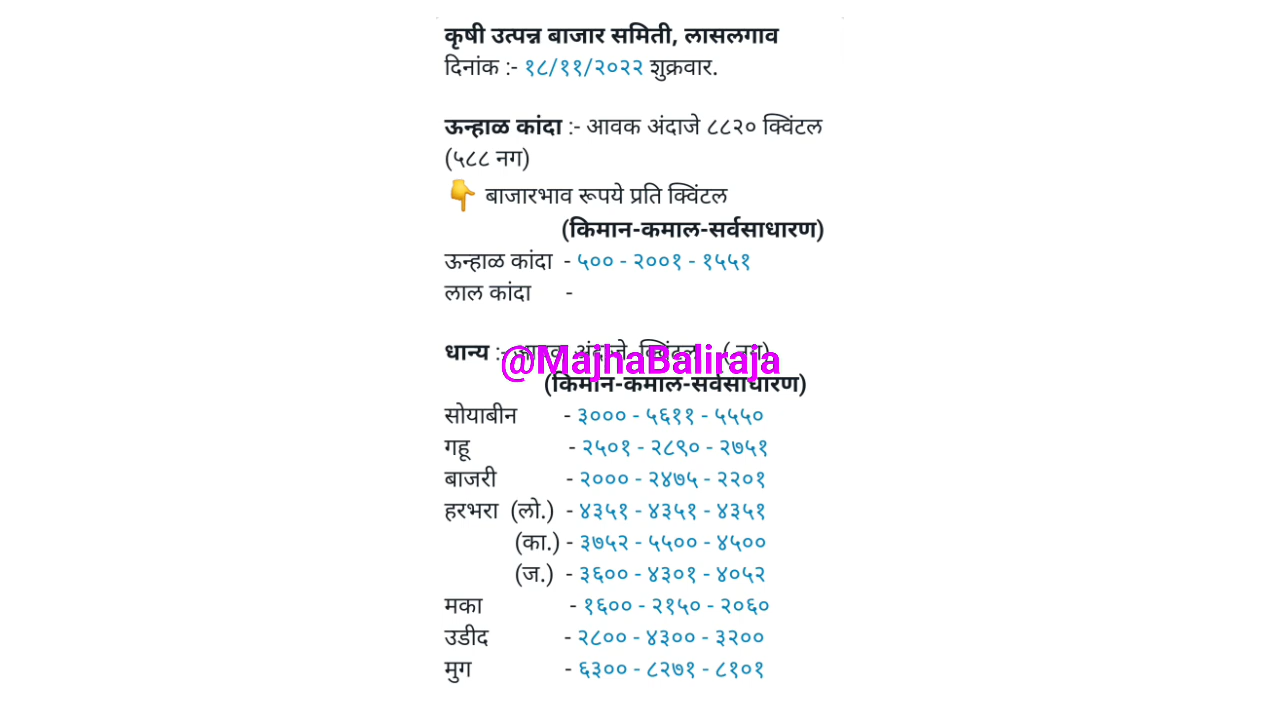 कृषी उत्पन्न बाजार समिती, लासलगाव
दिनांक :- १८/११/२०२२ शुक्रवार.
ऊन्हाळ कांदा :- आवक अंदाजे ८८२० क्विंटल
(५८८ नग)
👇 बाजारभाव रूपये प्रति क्विंटल
(किमान-कमाल-सर्वसाधारण)
ऊन्हाळ कांदा - ५०० - २००१ - १५५१
लाल कांदा -
धान्य :- आवक अंदाजे क्विंटल ( नग)
@MajhaBaliraja
(किमान-कमाल-सर्वसाधारण)
सोयाबीन - ३००० - ५६११ - ५५५०
गहू - २५०१ - २८९० - २७५१
बाजरी - २००० - २४७५ - २२०१
हरभरा (लो.) - ४३५१ - ४३५१ - ४३५१
(का.) - ३७५२ - ५५०० - ४५००
(ज.) - ३६०० - ४३०१ - ४०५२
मका - १६०० - २१५० - २०६०
उडीद - २८०० - ४३०० - ३२००
मुग - ६३०० - ८२७१ - ८१०१